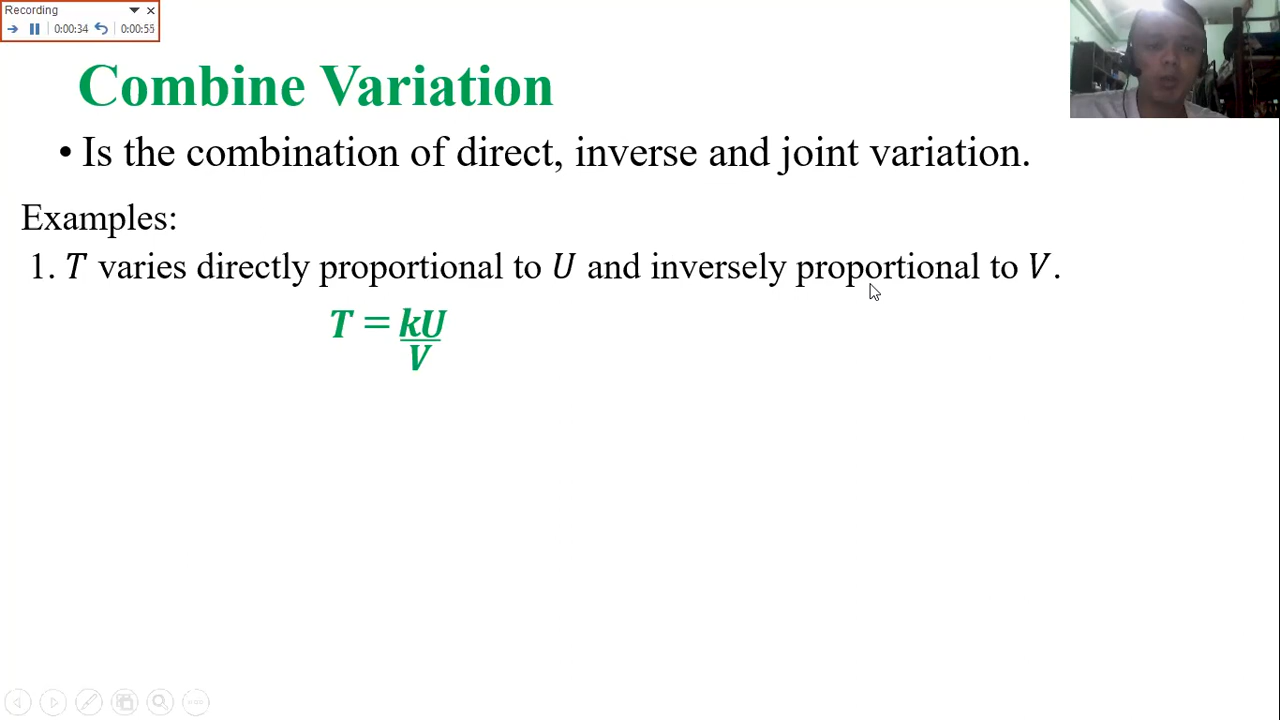 Recording
0:00:34 0:00:55
Combine Variation
• Is the combination of direct, inverse and joint variation.
Examples:
1. T varies directly proportional to U and inversely proportional to V.
T = kU
V